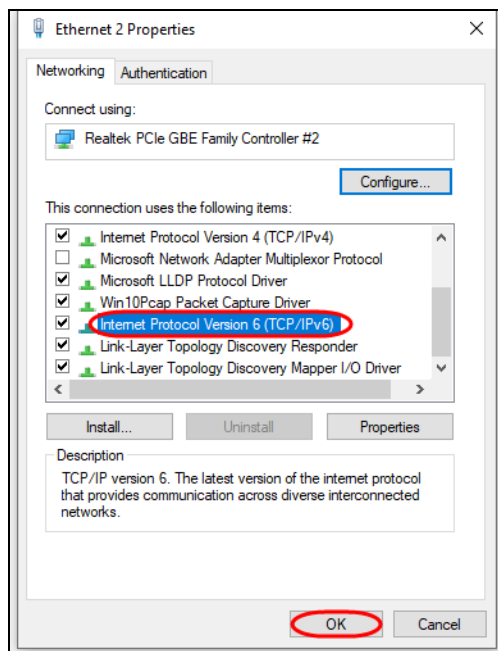 Ethernet 2 Properties
Networking
Authentication
Connect using:
Realtek PCIe GBE Family Controller #2
Configure...
This connection uses the following items:
Internet Protocol Version 4 (TCP/IPv4)
Microsoft Network Adapter Multiplexor Protocol
Microsoft LLDP Protocol Driver
Win10Pcap Packet Capture Driver
Internet Protocol Version 6 (TCP/IPv6)
Link-Layer Topology Discovery Responder
Link-Layer Topology Discovery Mapper I/O Driver
Install...
Uninstall
Properties
Description
TCP/IP version 6. The latest version of the internet protocol
that provides communication across diverse interconnected
networks.
OK
Cancel